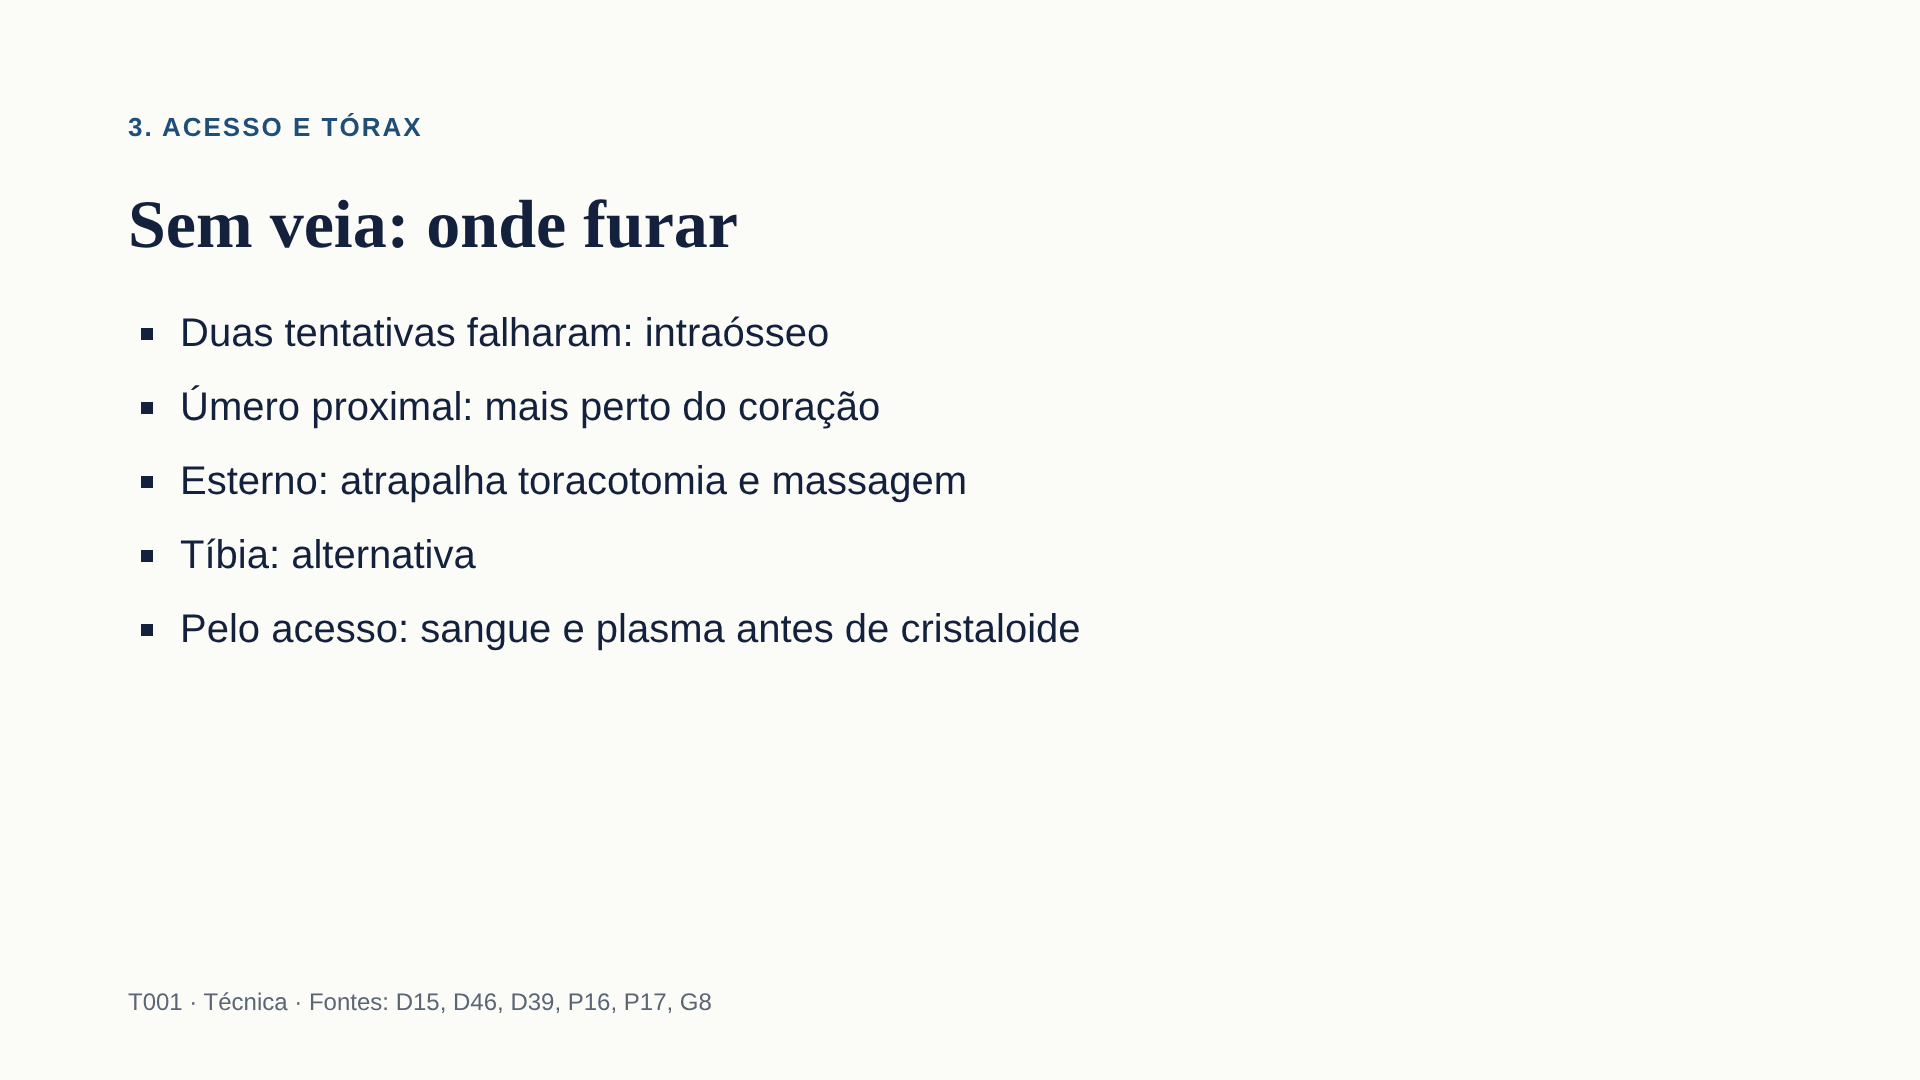 3. ACESSO E TÓRAX
Sem veia: onde furar
▪ Duas tentativas falharam: intraósseo
▪ Úmero proximal: mais perto do coração
▪ Esterno: atrapalha toracotomia e massagem
▪ Tíbia: alternativa
▪ Pelo acesso: sangue e plasma antes de cristaloide
T001 · Técnica · Fontes: D15, D46, D39, P16, P17, G8